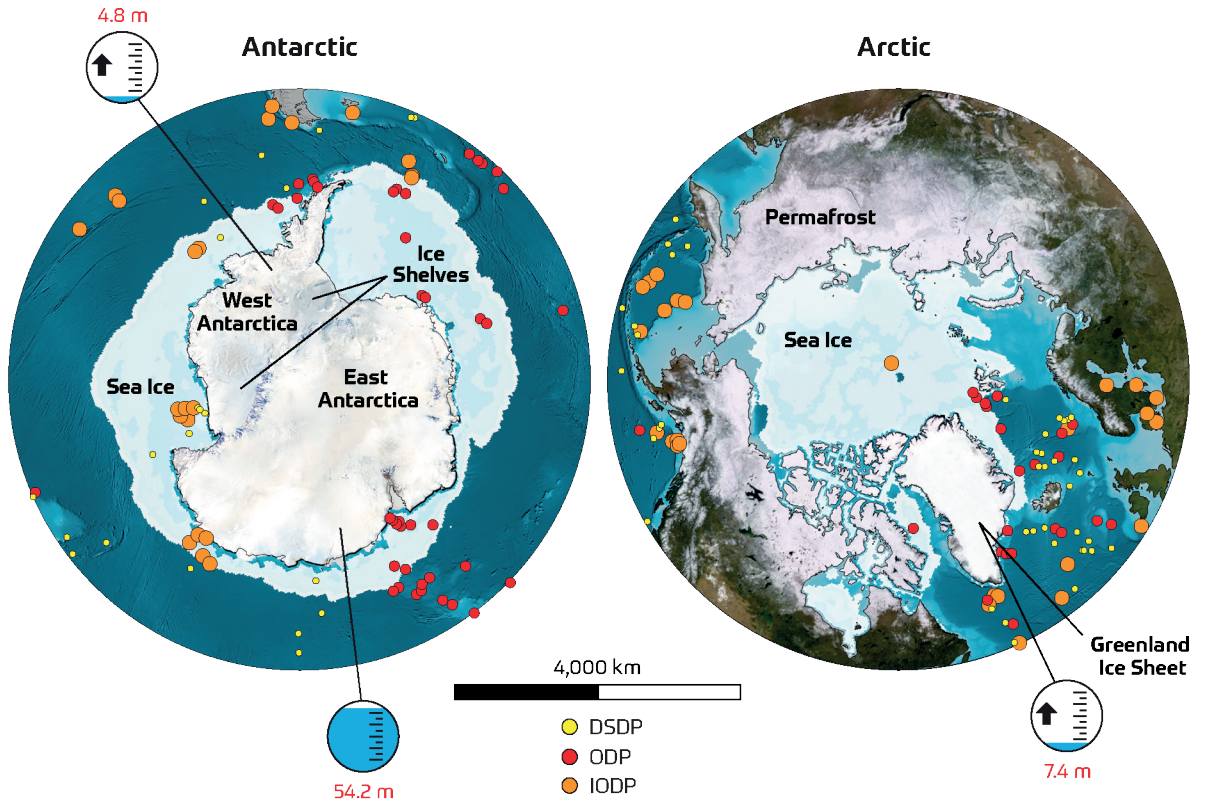 4.8 m
Antarctic
Arctic
Permafrost
Ice
Shelves
West
Antarctica
Sea Ice
Sea Ice
East
Antarctica
Greenland
Ice Sheet
4,000 km
DSDP
ODP
IODP
54.2 m
7.4 m